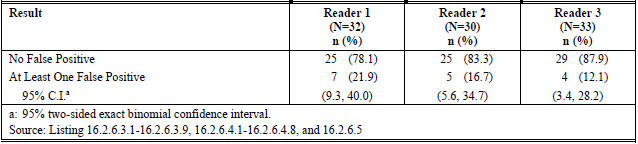 Result Reader 1 Reader 2 Reader 3
(N=32) (N=30) (N=33)
n (%) n (%) n (%)
No False Positive 25 (78.1) 25 (83.3) 29 (87.9)
At Least One False Positive 7 (21.9) 5 (16.7) 4 (12.1)
95% C.I.a (9.3, 40.0) (5.6, 34.7) (3.4, 28.2)
a: 95% two-sided exact binomial confidence interval.
Source: Listing 16.2.6.3.1-16.2.6.3.9, 16.2.6.4.1-16.2.6.4.8, and 16.2.6.5